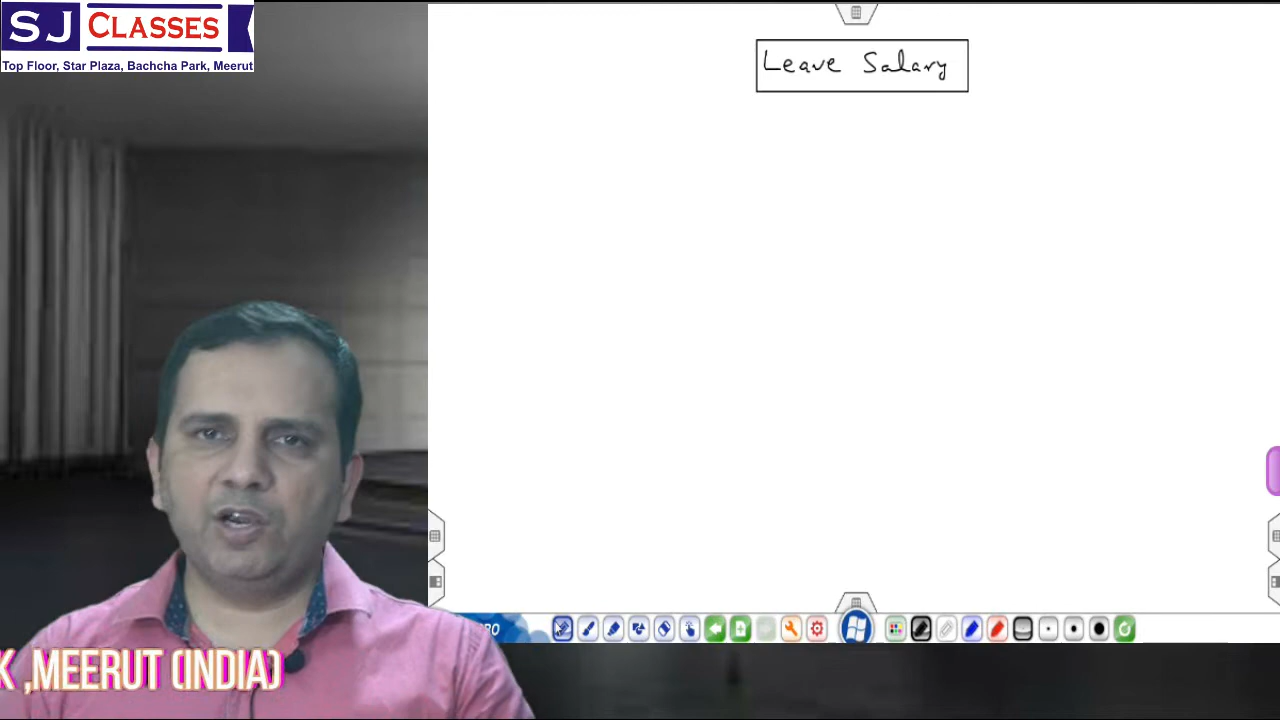 SJ CLASSES
Top Floor, Star Plaza, Bachcha Park, Meerut
Leave Salary
K ,MEERUT (INDIA)